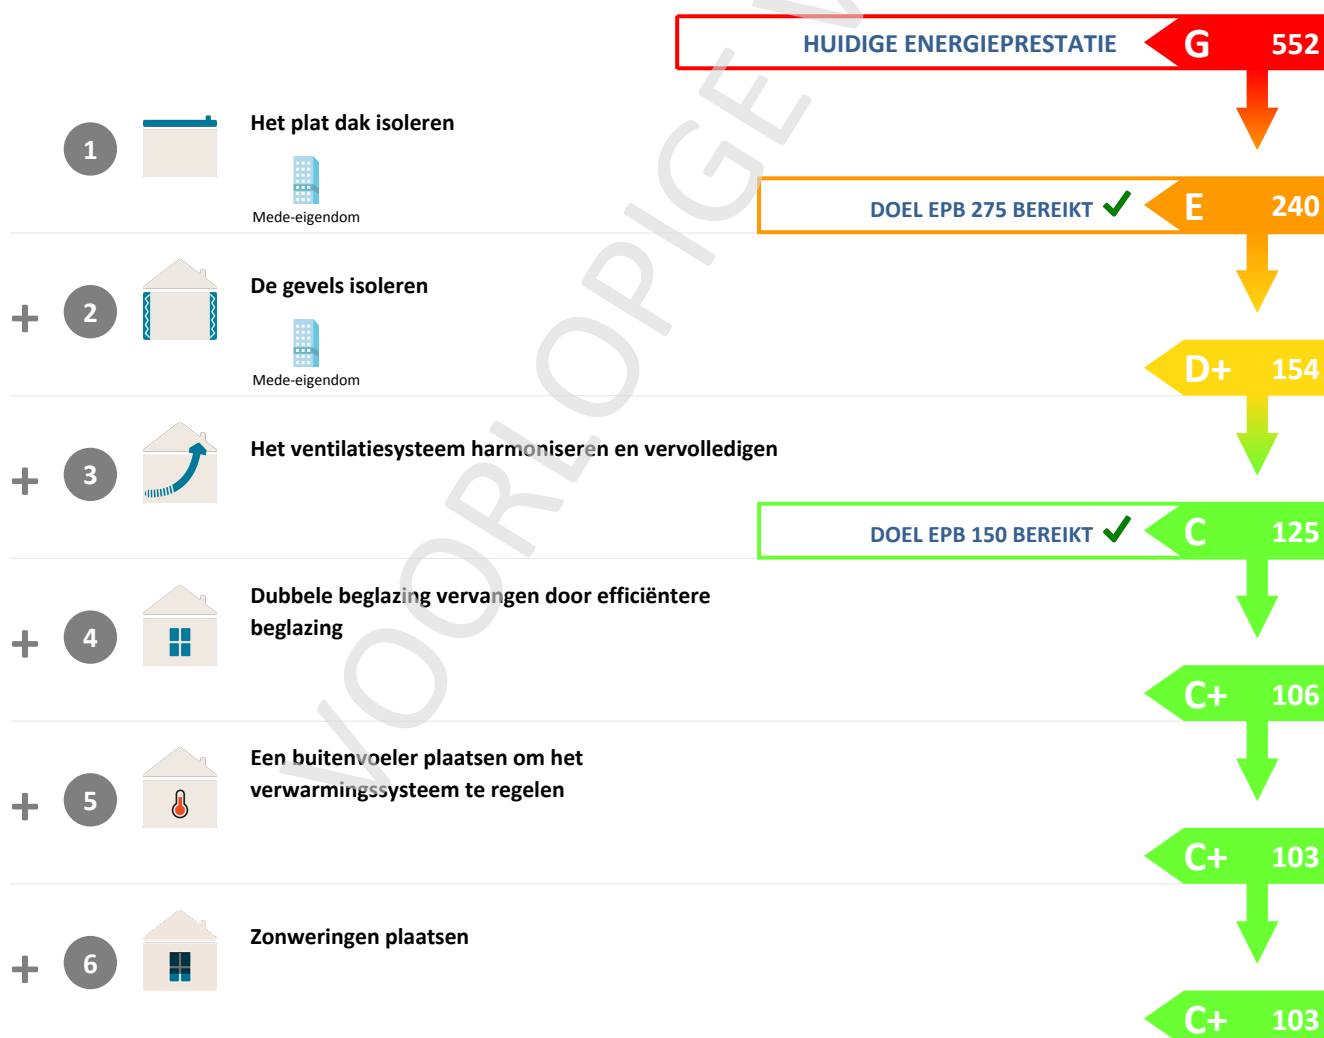 HUIDIGE ENERGIEPRESTATIE G 552
1 Het plat dak isoleren
Mede-eigendom
DOEL EPB 275 BEREIKT E 240
+ 2 De gevels isoleren
Mede-eigendom
D+ 154
+ 3 Het ventilatiesysteem harmoniseren en vervolledigen
DOEL EPB 150 BEREIKT C 125
+ 4 Dubbele beglazing vervangen door efficiëntere
beglazing
C+ 106
+ 5 Een buitenvoeler plaatsen om het
verwarmingssysteem te regelen
C+ 103
+ 6 Zonweringen plaatsen
C+ 103
VOORLOPIGE V